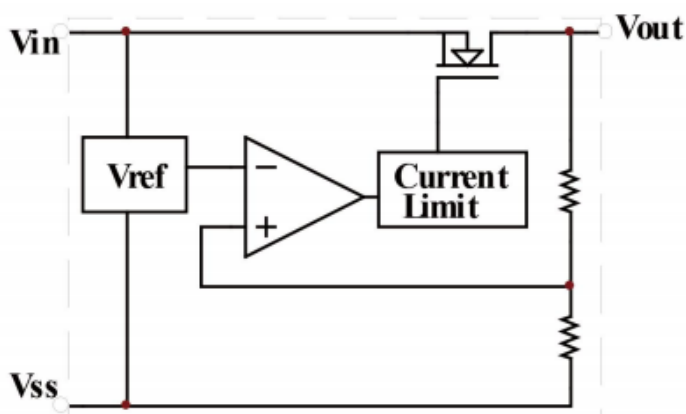 Vin
Vout
Vref
−
+
Current
Limit
Vss